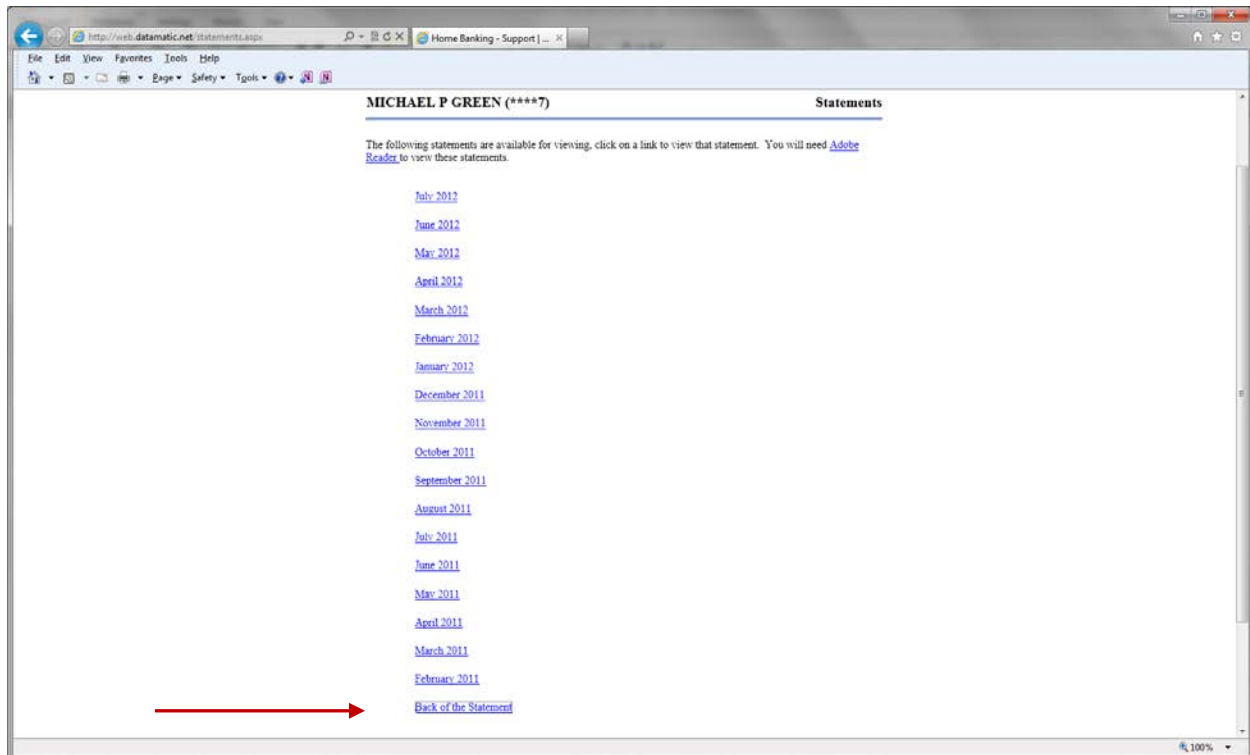 http://web.datamatic.net/statements.aspx
Home Banking - Support | ...
File Edit View Favorites Tools Help
Page Safety Tools
MICHAEL P GREEN (****7) Statements
The following statements are available for viewing, click on a link to view that statement. You will need Adobe
Reader to view these statements.
July 2012
June 2012
May 2012
April 2012
March 2012
February 2012
January 2012
December 2011
November 2011
October 2011
September 2011
August 2011
July 2011
June 2011
May 2011
April 2011
March 2011
February 2011
Back of the Statement
100%